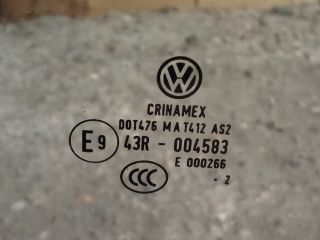 VW
CRINAMEX
DOT476 M A T412 AS2
E9 43R - 004583
E 000266
CCC
. 2